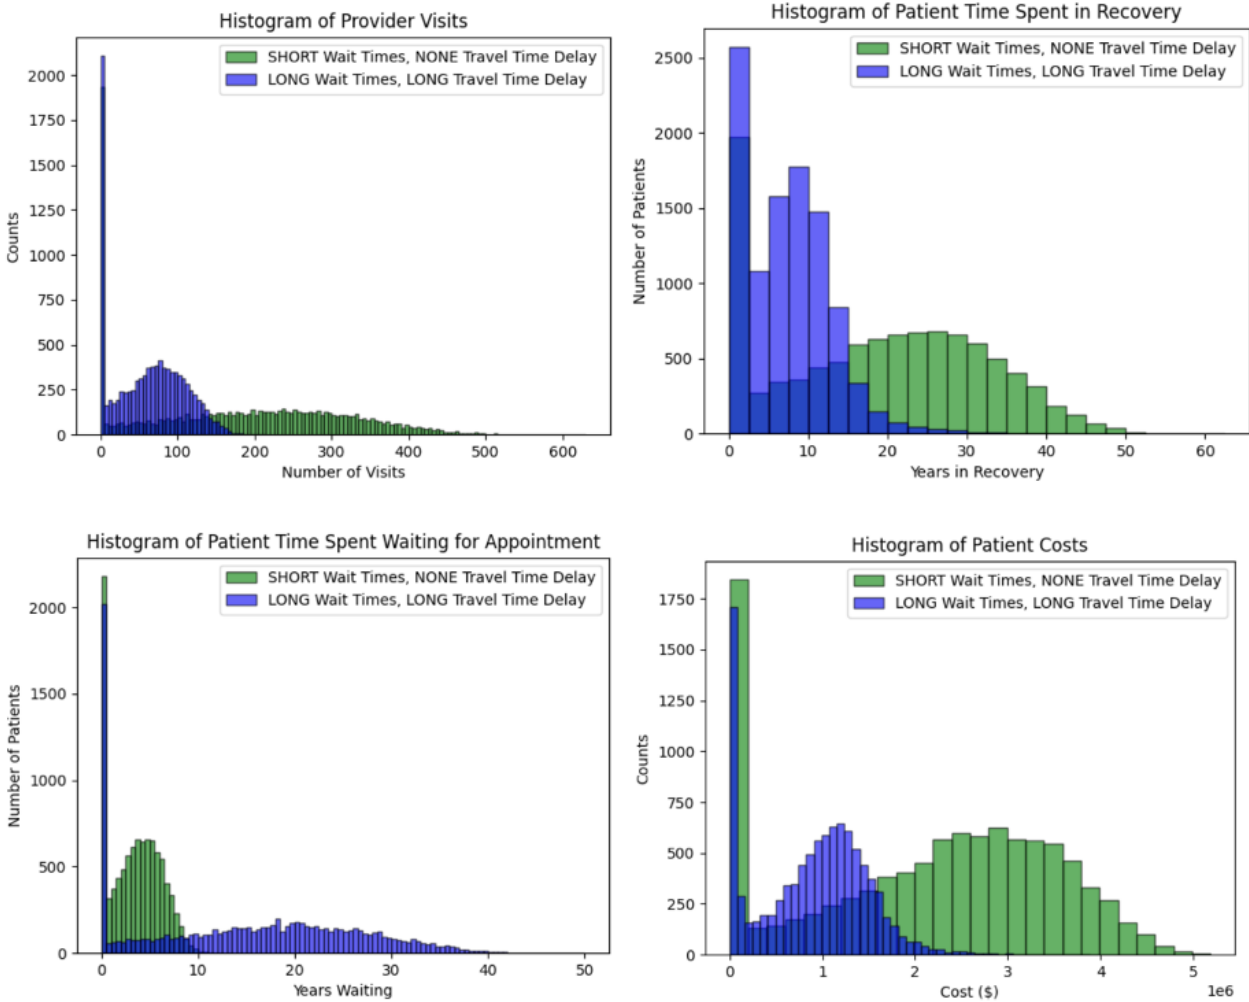 Histogram of Provider Visits
SHORT Wait Times, NONE Travel Time Delay
LONG Wait Times, LONG Travel Time Delay
2000
1750
1500
1250
1000
750
500
250
0
Counts
0 100 200 300 400 500 600
Number of Visits
Histogram of Patient Time Spent in Recovery
SHORT Wait Times, NONE Travel Time Delay
LONG Wait Times, LONG Travel Time Delay
2500
2000
1500
1000
500
0
Number of Patients
0 10 20 30 40 50 60
Years in Recovery
Histogram of Patient Time Spent Waiting for Appointment
SHORT Wait Times, NONE Travel Time Delay
LONG Wait Times, LONG Travel Time Delay
2000
1500
1000
500
0
Number of Patients
0 10 20 30 40 50
Years Waiting
Histogram of Patient Costs
SHORT Wait Times, NONE Travel Time Delay
LONG Wait Times, LONG Travel Time Delay
1750
1500
1250
1000
750
500
250
0
Counts
0 1 2 3 4 5
1e6
Cost ($)